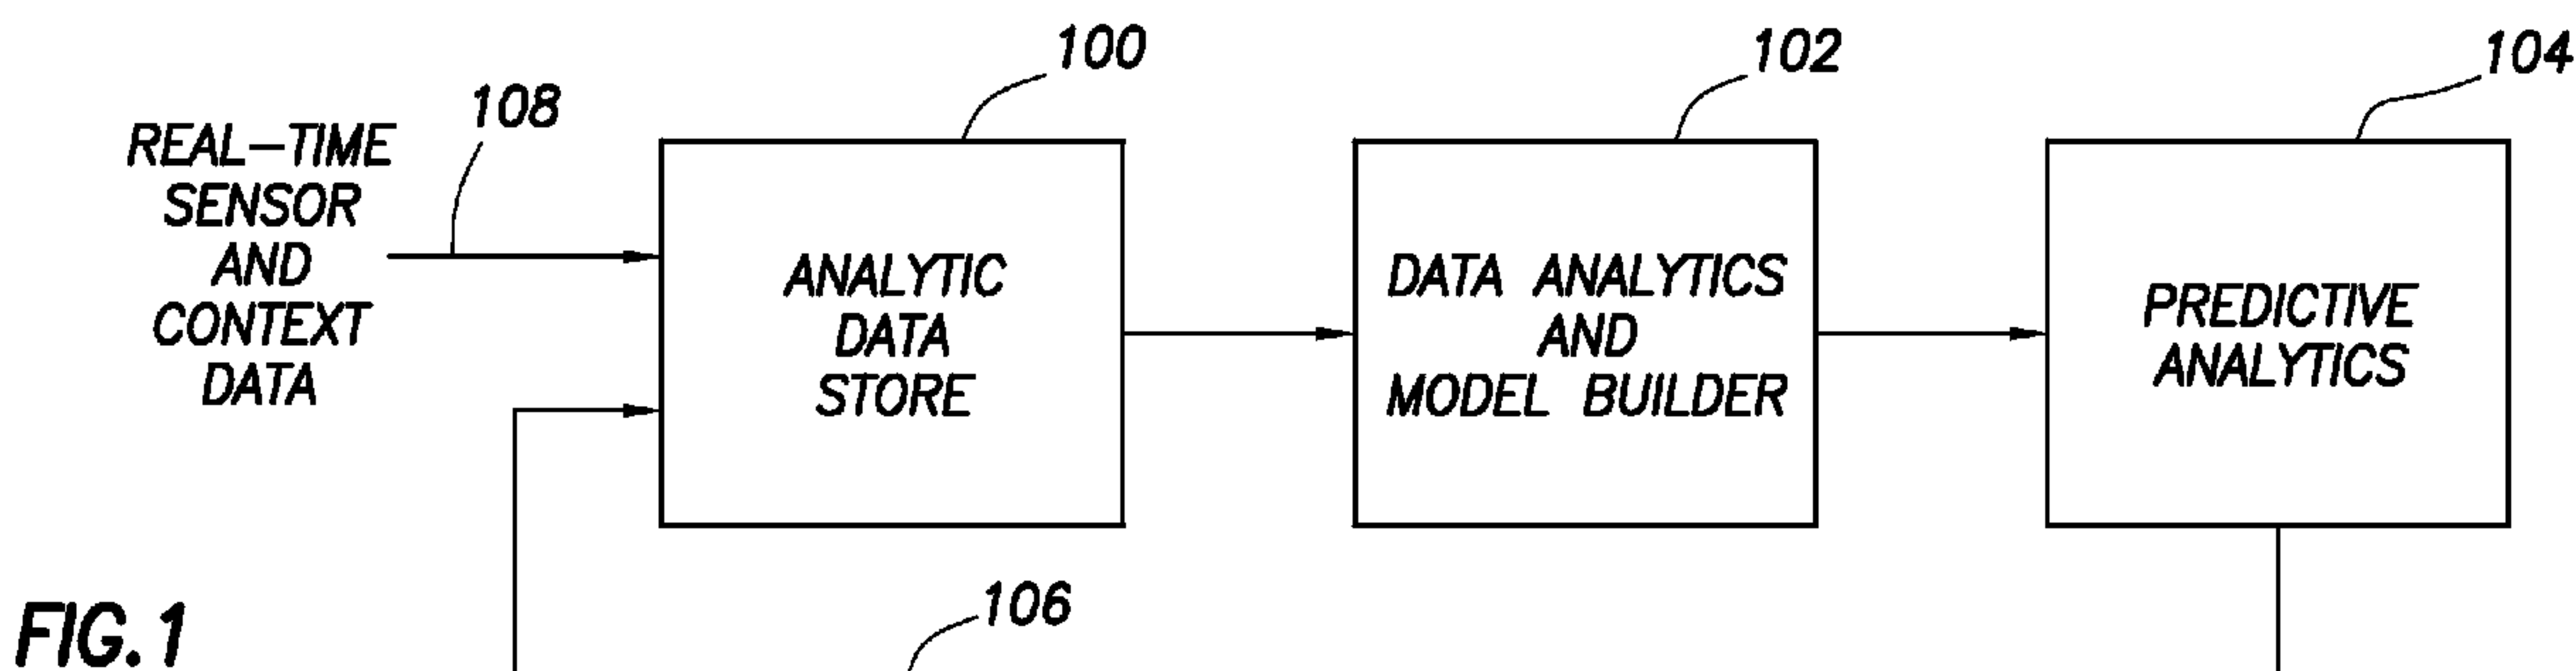 100
102
104
108
REAL-TIME
SENSOR
AND
CONTEXT
DATA
ANALYTIC
DATA
STORE
DATA ANALYTICS
AND
MODEL BUILDER
PREDICTIVE
ANALYTICS
106
FIG.1